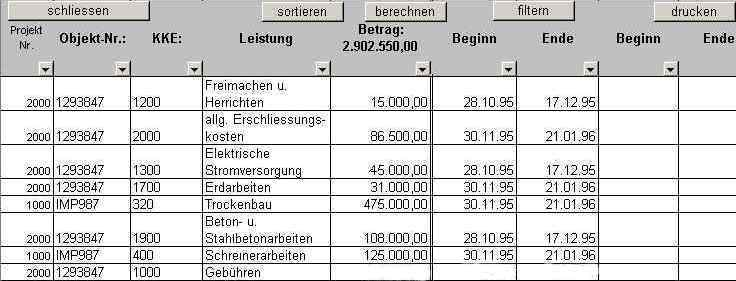 schliessen sortieren berechnen filtern drucken
Projekt Betrag:
Nr. Objekt-Nr.: KKE: Leistung 2.902.550,00 Beginn Ende Beginn Ende
Freimachen u.
2000 1293847 1200 Herrichten 15.000,00 28.10.95 17.12.95
allg. Erschliessungs-
2000 1293847 2000 kosten 86.500,00 30.11.95 21.01.96
Elektrische
2000 1293847 1300 Stromversorgung 45.000,00 28.10.95 17.12.95
2000 1293847 1700 Erdarbeiten 31.000,00 30.11.95 21.01.96
1000 IMP987 320 Trockenbau 475.000,00 30.11.95 21.01.96
Beton- u.
2000 1293847 1900 Stahlbetonarbeiten 108.000,00 28.10.95 17.12.95
1000 IMP987 400 Schreinerarbeiten 125.000,00 30.11.95 21.01.96
2000 1293847 1000 Gebühren